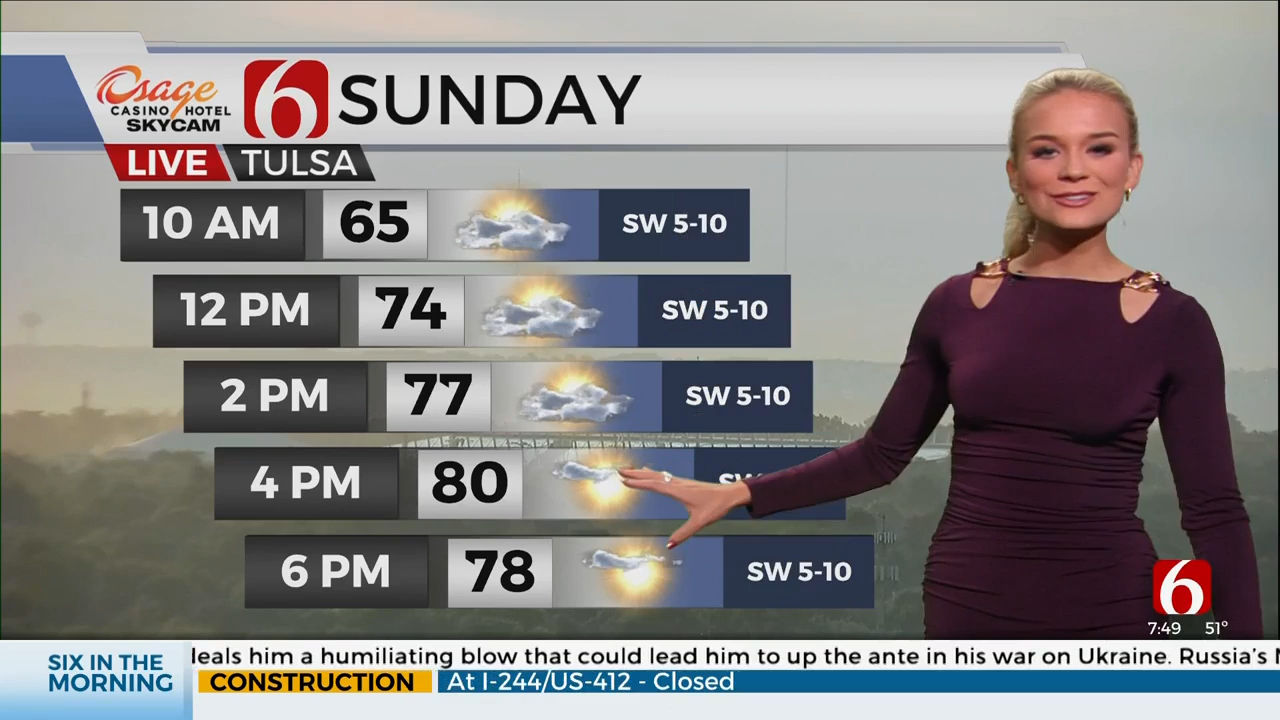 Osage
CASINO HOTEL
SKYCAM
6 SUNDAY
LIVE TULSA
10 AM 65 SW 5-10
12 PM 74 SW 5-10
2 PM 77 SW 5-10
4 PM 80
6 PM 78 SW 5-10
6
7:49 51°
SIX IN THE
MORNING
him a humiliating blow that could lead him to up the ante in his war on Ukraine. Russia's
CONSTRUCTION At I-244/US-412 - Closed